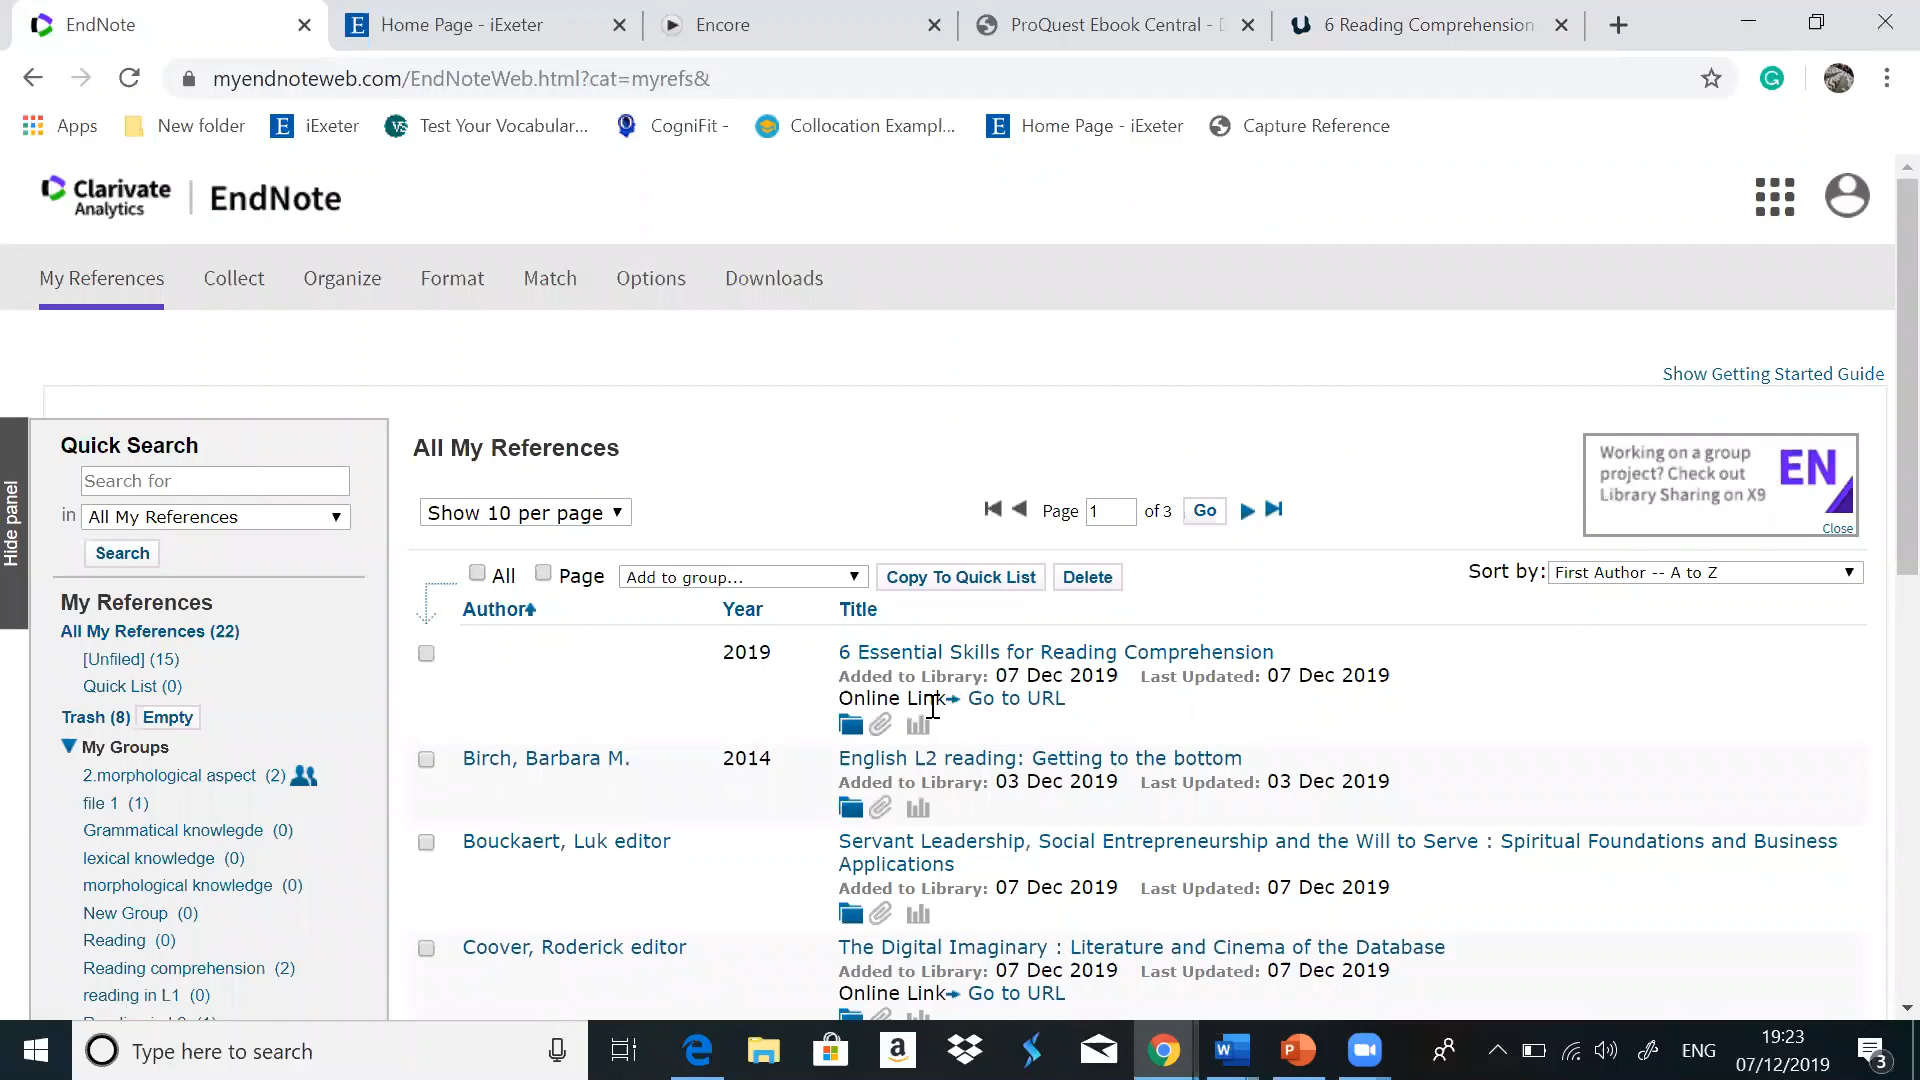 EndNote
Home Page - iExeter
Encore
ProQuest Ebook Central -
6 Reading Comprehension
myendnoteweb.com/EndNoteWeb.html?cat=myrefs&
Apps
New folder
iExeter
Test Your Vocabular...
CogniFit -
Collocation Exampl...
Home Page - iExeter
Capture Reference
Clarivate
Analytics
EndNote
My References
Collect
Organize
Format
Match
Options
Downloads
Show Getting Started Guide
Hide panel
Quick Search
Search for
in All My References
Search
My References
All My References (22)
[Unfiled] (15)
Quick List (0)
Trash (8) Empty
My Groups
2.morphological aspect (2)
file 1 (1)
Grammatical knowlegde (0)
lexical knowledge (0)
morphological knowledge (0)
New Group (0)
Reading (0)
Reading comprehension (2)
reading in L1 (0)
All My References
Show 10 per page
Page 1 of 3 Go
Working on a group
project? Check out
Library Sharing on X9
EN
Close
All Page Add to group... Copy To Quick List Delete
Sort by: First Author -- A to Z
Author Year Title
2019 6 Essential Skills for Reading Comprehension
Added to Library: 07 Dec 2019 Last Updated: 07 Dec 2019
Online Link Go to URL
Birch, Barbara M. 2014 English L2 reading: Getting to the bottom
Added to Library: 03 Dec 2019 Last Updated: 03 Dec 2019
Bouckaert, Luk editor Servant Leadership, Social Entrepreneurship and the Will to Serve : Spiritual Foundations and Business
Applications
Added to Library: 07 Dec 2019 Last Updated: 07 Dec 2019
Coover, Roderick editor The Digital Imaginary : Literature and Cinema of the Database
Added to Library: 07 Dec 2019 Last Updated: 07 Dec 2019
Online Link Go to URL
Type here to search
ENG
19:23
07/12/2019
3